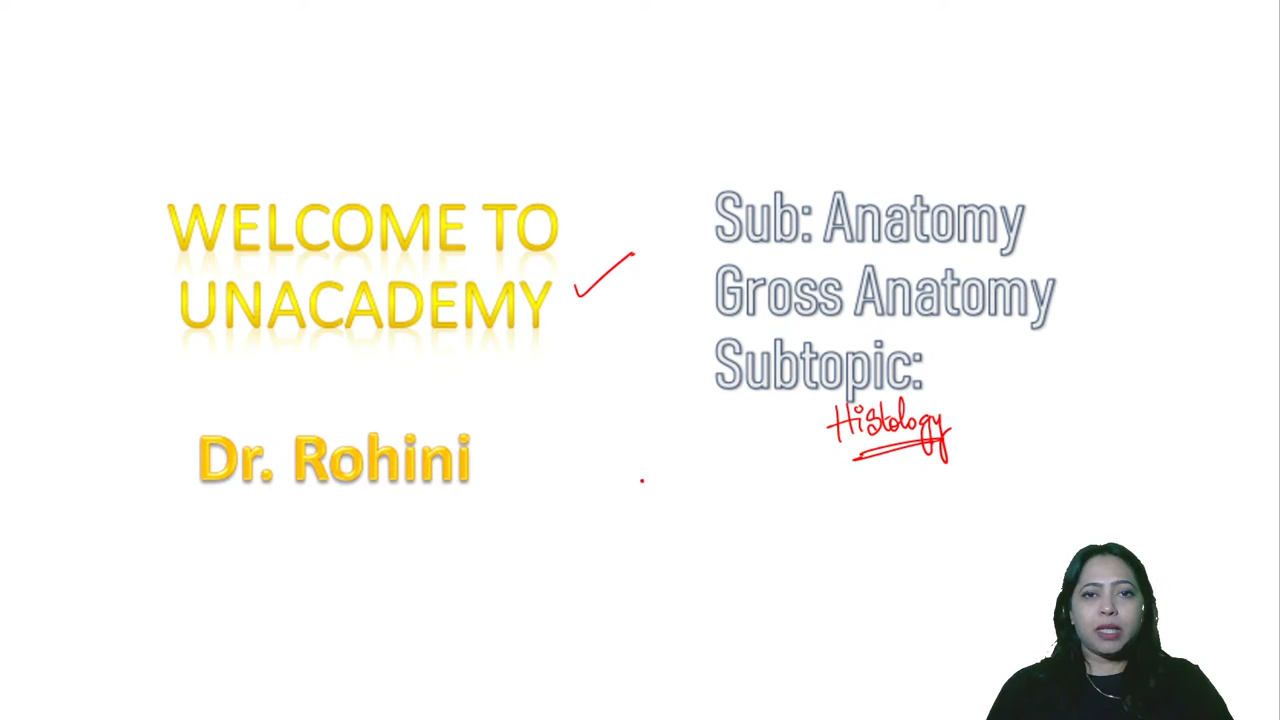 WELCOME TO
UNACADEMY
Dr. Rohini
Sub: Anatomy
Gross Anatomy
Subtopic:
Histology